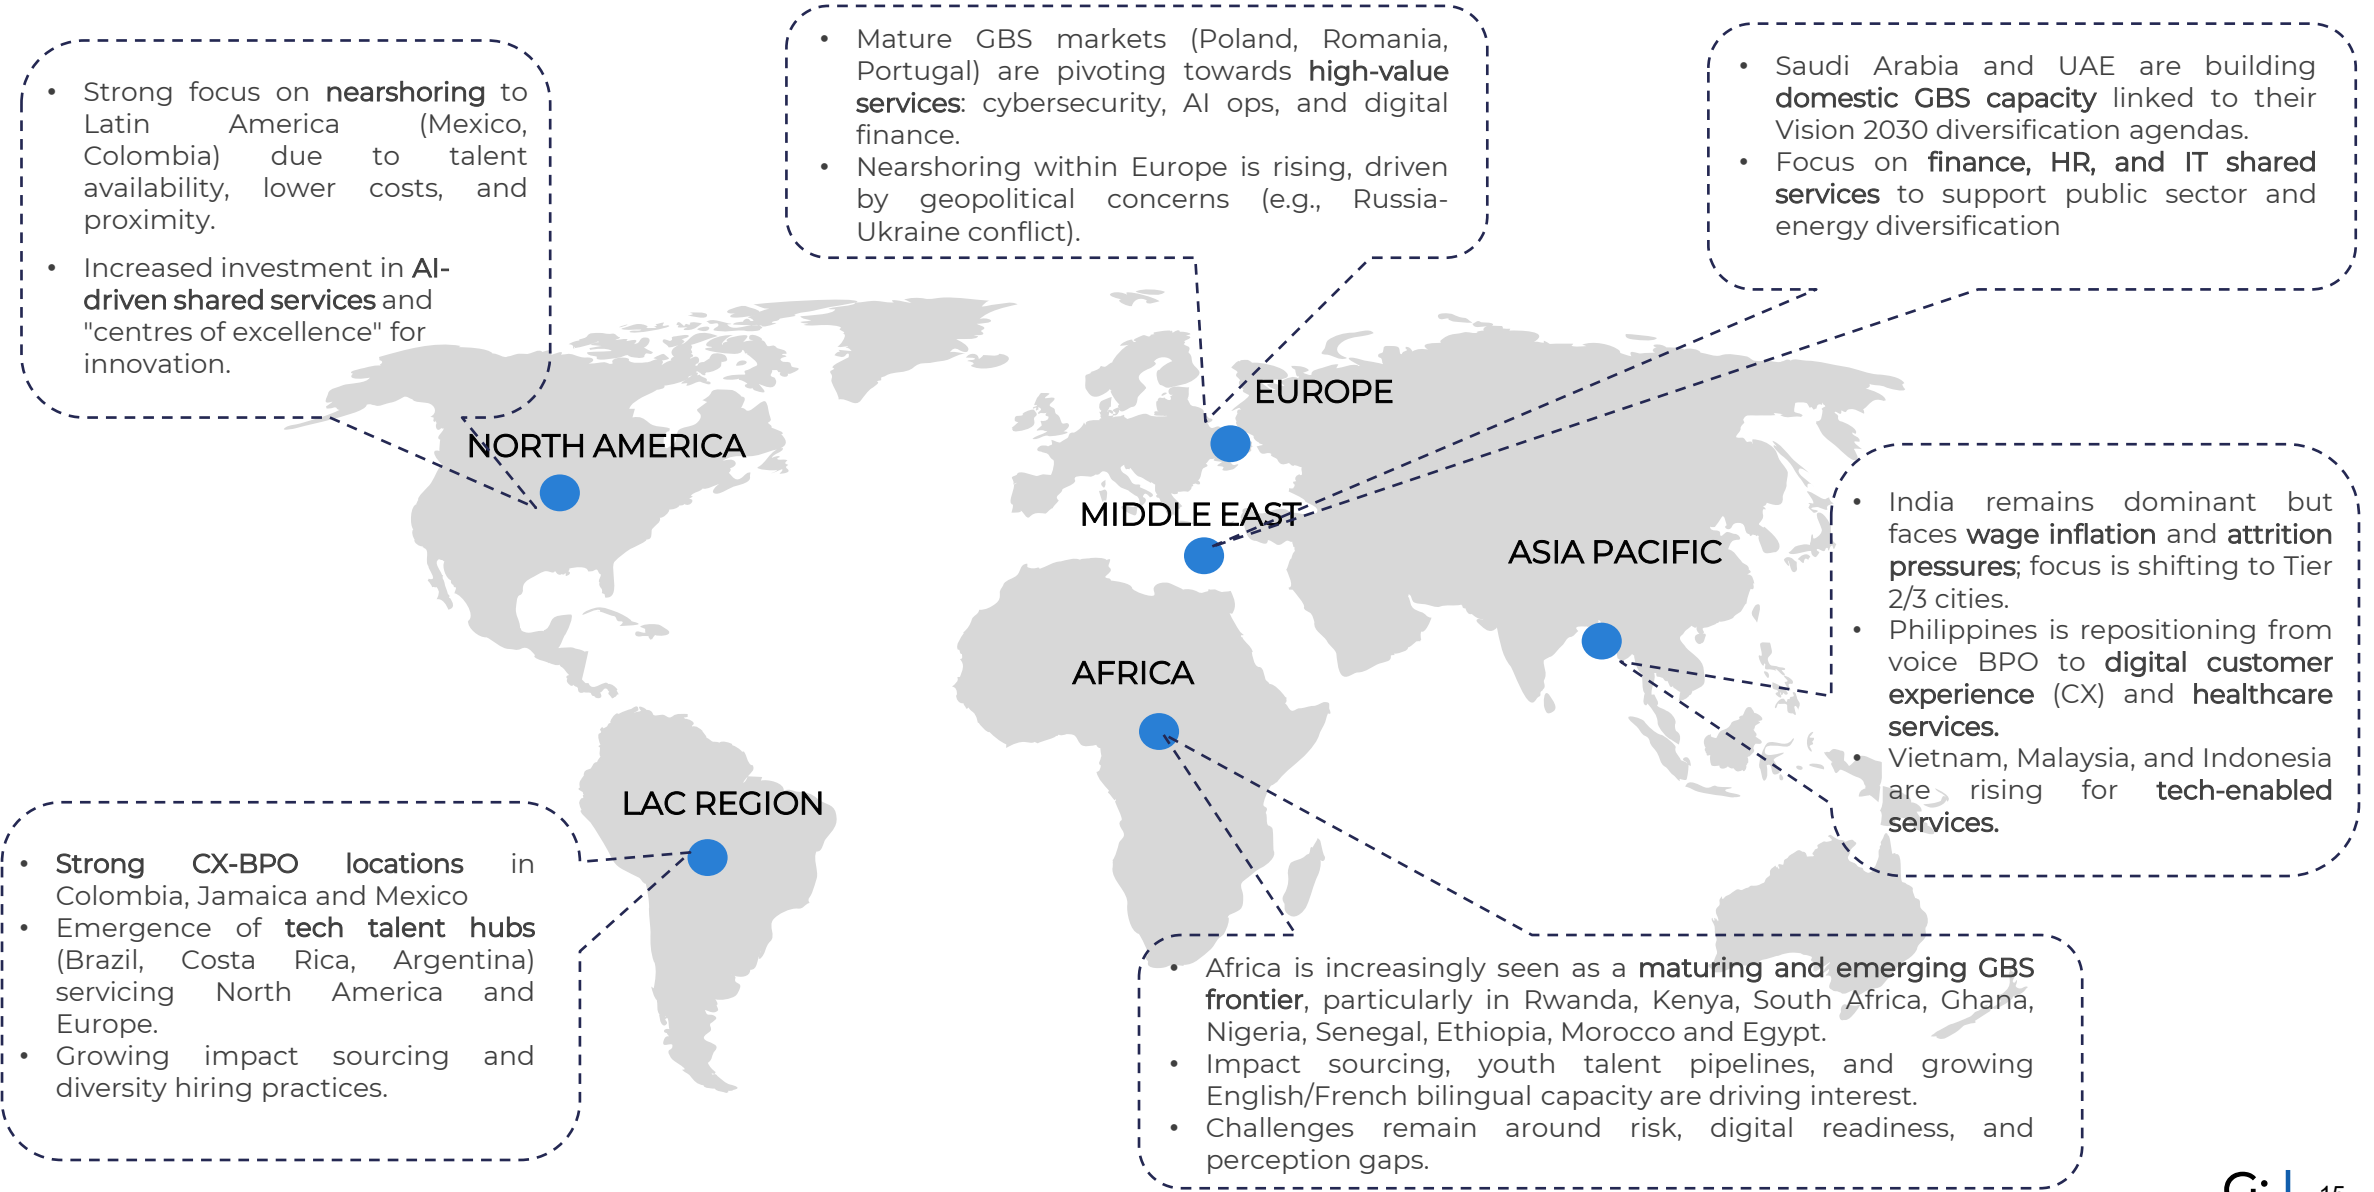 • Strong focus on nearshoring to
Latin America (Mexico,
Colombia) due to talent
availability, lower costs, and
proximity.
• Increased investment in AI-
driven shared services and
"centres of excellence" for
innovation.
• Mature GBS markets (Poland, Romania,
Portugal) are pivoting towards high-value
services: cybersecurity, AI ops, and digital
finance.
• Nearshoring within Europe is rising, driven
by geopolitical concerns (e.g., Russia-
Ukraine conflict).
• Saudi Arabia and UAE are building
domestic GBS capacity linked to their
Vision 2030 diversification agendas.
• Focus on finance, HR, and IT shared
services to support public sector and
energy diversification
EUROPE
NORTH AMERICA
MIDDLE EAST
ASIA PACIFIC
AFRICA
LAC REGION
• India remains dominant but
faces wage inflation and attrition
pressures; focus is shifting to Tier
2/3 cities.
• Philippines is repositioning from
voice BPO to digital customer
experience (CX) and healthcare
services.
• Vietnam, Malaysia, and Indonesia
are rising for tech-enabled
services.
• Strong CX-BPO locations in
Colombia, Jamaica and Mexico
• Emergence of tech talent hubs
(Brazil, Costa Rica, Argentina)
servicing North America and
Europe.
• Growing impact sourcing and
diversity hiring practices.
• Africa is increasingly seen as a maturing and emerging GBS
frontier, particularly in Rwanda, Kenya, South Africa, Ghana,
Nigeria, Senegal, Ethiopia, Morocco and Egypt.
• Impact sourcing, youth talent pipelines, and growing
English/French bilingual capacity are driving interest.
• Challenges remain around risk, digital readiness, and
perception gaps.
15